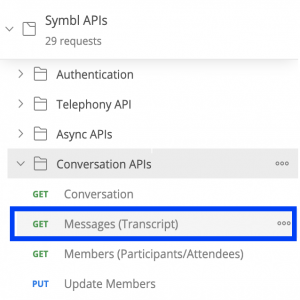 Symbl APIs
29 requests
Authentication
Telephony API
Async APIs
Conversation APIs
GET Conversation
GET Messages (Transcript)
GET Members (Participants/Attendees)
PUT Update Members